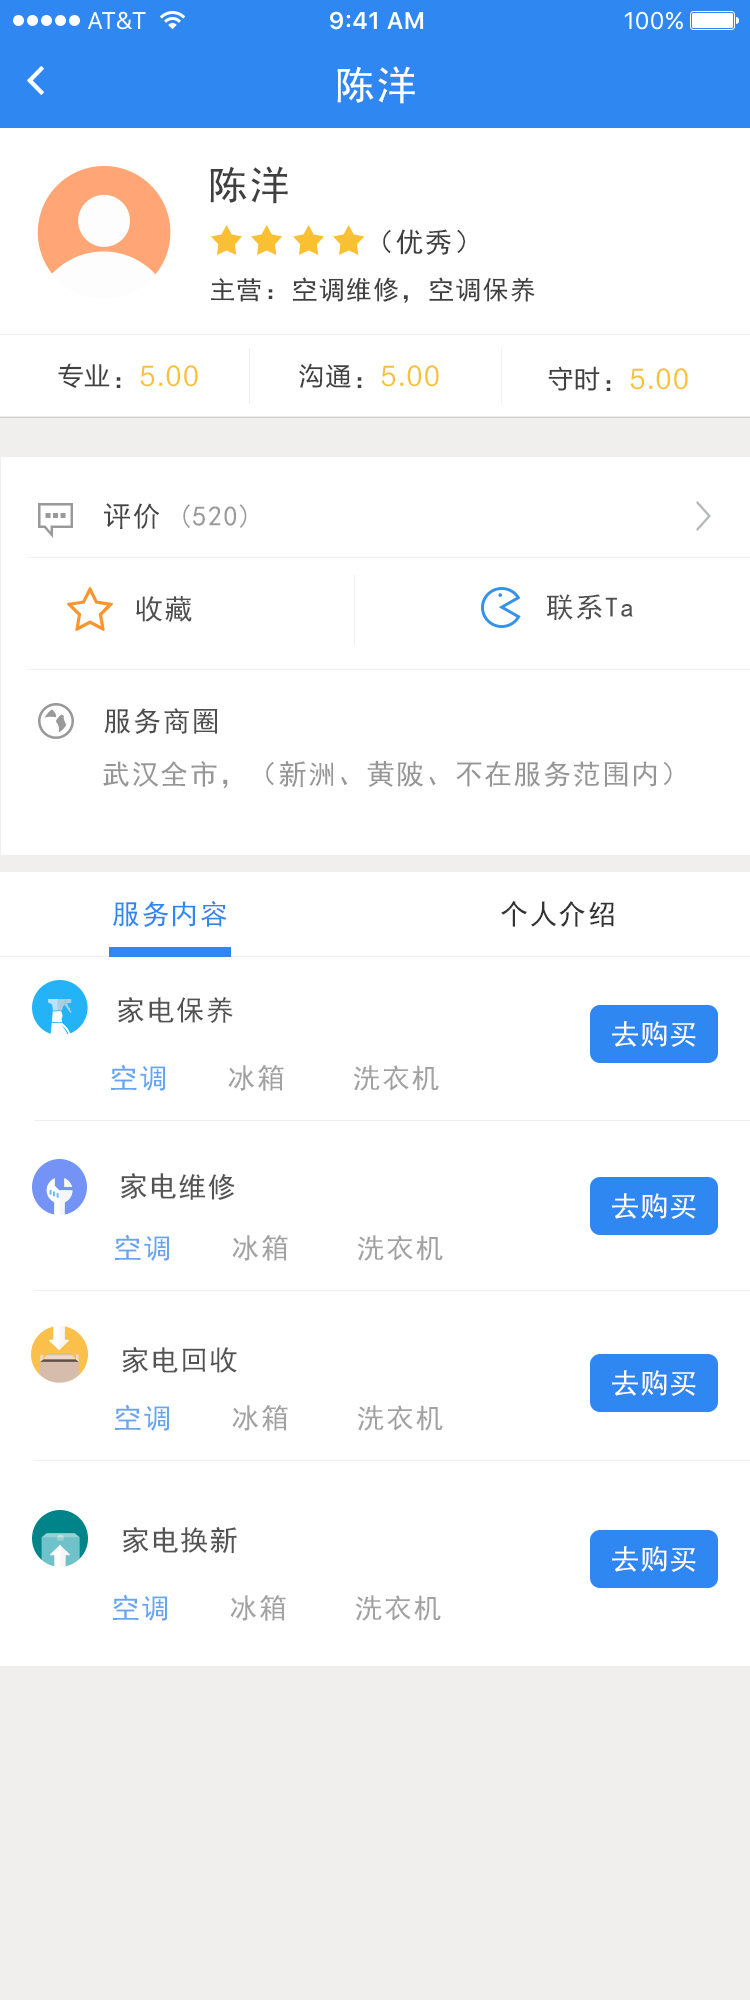 AT&T 9:41 AM 100%
陈洋
陈洋
（优秀）
主营：空调维修，空调保养
专业：5.00 沟通：5.00 守时：5.00
评价（520）
收藏 联系Ta
服务商圈
武汉全市，（新洲、黄陂、不在服务范围内）
服务内容 个人介绍
家电保养
去购买
空调 冰箱 洗衣机
家电维修
去购买
空调 冰箱 洗衣机
家电回收
去购买
空调 冰箱 洗衣机
家电换新
去购买
空调 冰箱 洗衣机